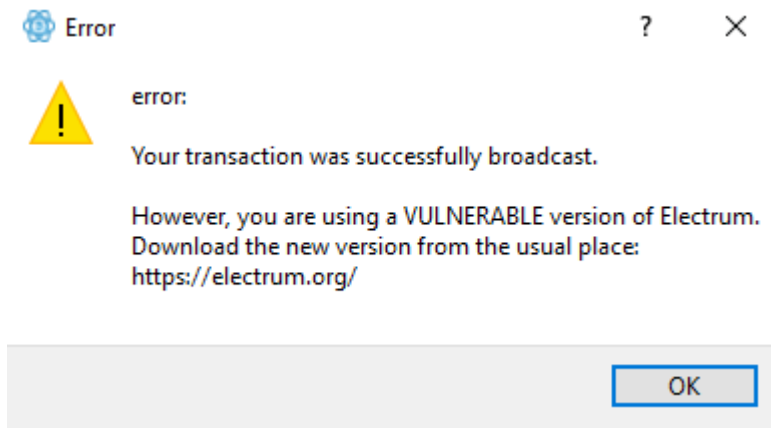 Error
?
error:
Your transaction was successfully broadcast.
However, you are using a VULNERABLE version of Electrum.
Download the new version from the usual place:
https://electrum.org/
OK